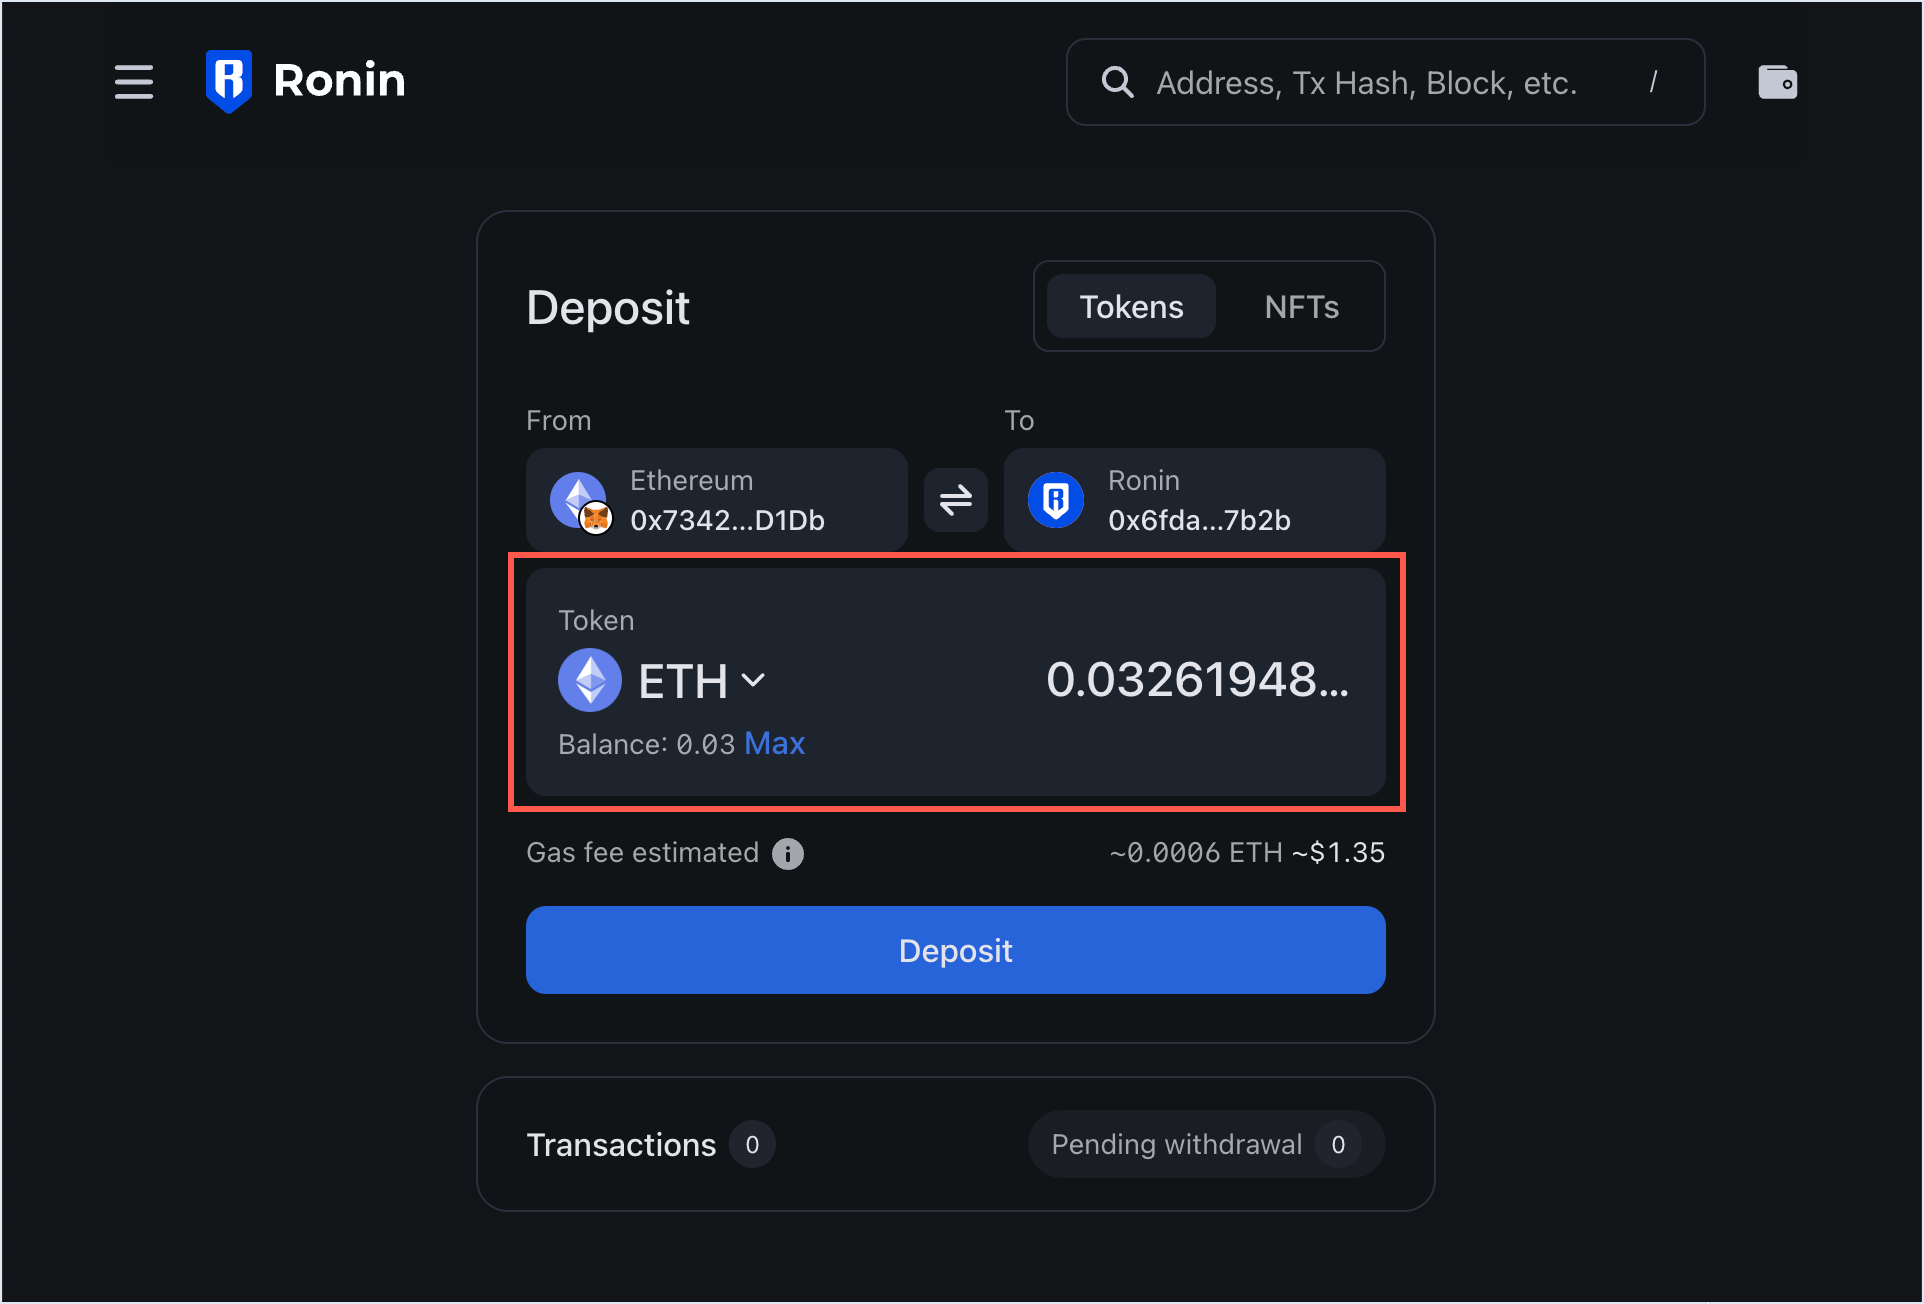 Ronin
Address, Tx Hash, Block, etc. /
Deposit
Tokens NFTs
From To
Ethereum Ronin
0x7342...D1Db 0x6fda...7b2b
Token
ETH 0.03261948...
Balance: 0.03 Max
Gas fee estimated ~0.0006 ETH ~$1.35
Deposit
Transactions 0 Pending withdrawal 0